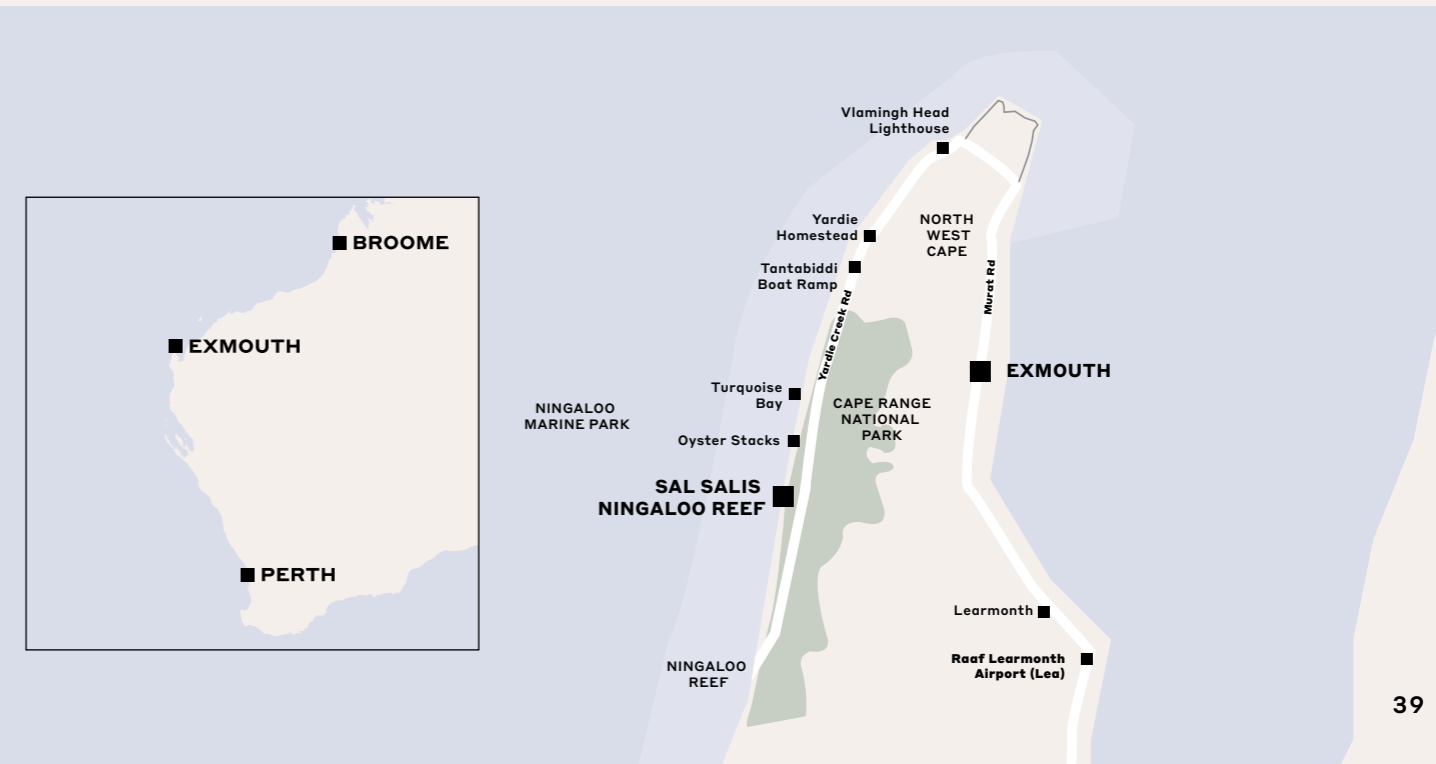 BROOME
EXMOUTH
PERTH
Vlamingh Head
Lighthouse
Yardie
Homestead
NORTH
WEST
CAPE
Tantabiddi
Boat Ramp
Yardie Creek Rd
Murat Rd
EXMOUTH
Turquoise
Bay
CAPE RANGE
NATIONAL
PARK
NINGALOO
MARINE PARK
Oyster Stacks
SAL SALIS
NINGALOO REEF
Learmonth
Raaf Learmonth
Airport (Lea)
NINGALOO
REEF
39